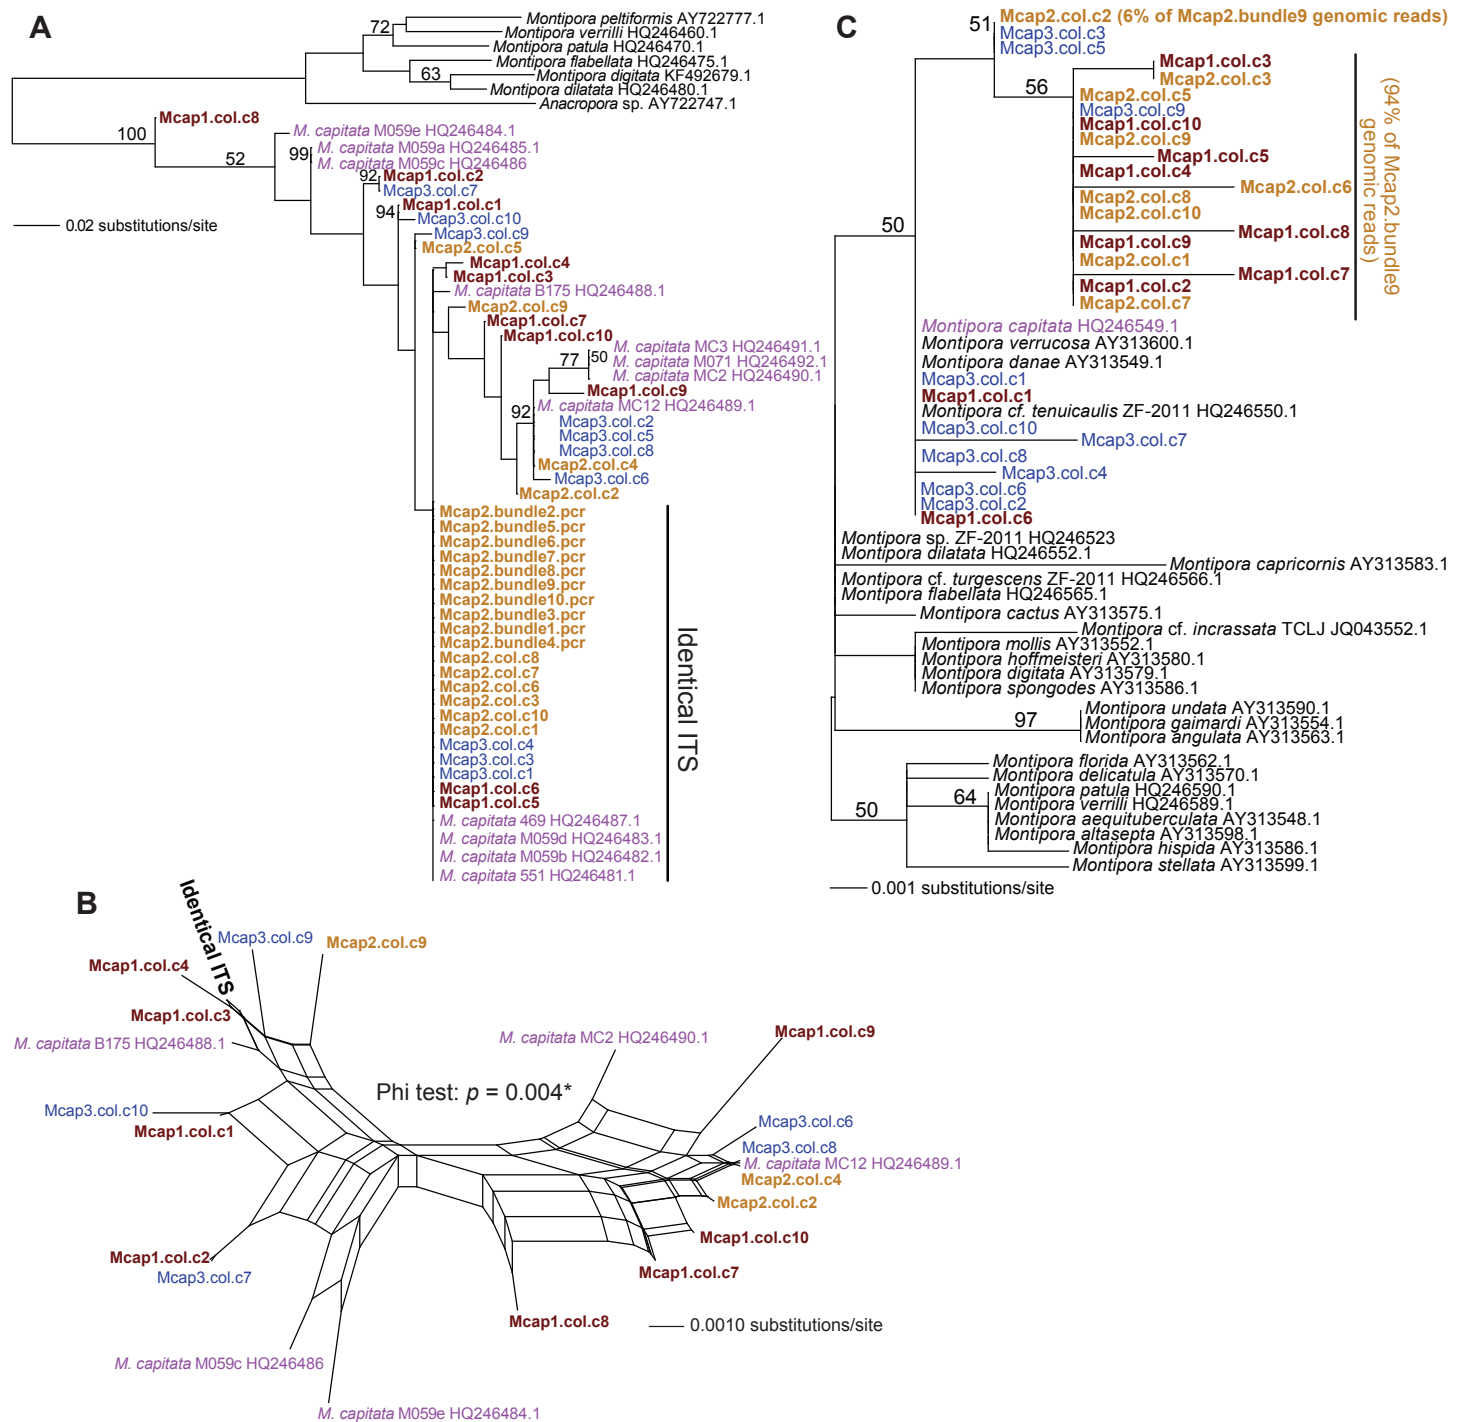 A
72
Montipora peltiformis AY722777.1
Montipora verrilli HQ246460.1
Montipora patula HQ246470.1
Montipora flabellata HQ246475.1
63
Montipora digitata KF492679.1
Montipora dilatata HQ246480.1
Anacropora sp. AY722747.1
100
Mcap1.col.c8
52
M. capitata M059e HQ246484.1
99
M. capitata M059a HQ246485.1
M. capitata M059c HQ246486
92
Mcap1.col.c2
Mcap3.col.c7
94
Mcap1.col.c1
Mcap3.col.c10
0.02 substitutions/site
Mcap3.col.c9
Mcap2.col.c5
Mcap1.col.c4
Mcap1.col.c3
M. capitata B175 HQ246488.1
Mcap2.col.c9
Mcap1.col.c7
Mcap1.col.c10
77
50
M. capitata MC3 HQ246491.1
M. capitata M071 HQ246492.1
M. capitata MC2 HQ246490.1
Mcap1.col.c9
92
M. capitata MC12 HQ246489.1
Mcap3.col.c2
Mcap3.col.c5
Mcap3.col.c8
Mcap2.col.c4
Mcap3.col.c6
Mcap2.col.c2
Mcap2.bundle2.pcr
Mcap2.bundle5.pcr
Mcap2.bundle6.pcr
Mcap2.bundle7.pcr
Mcap2.bundle8.pcr
Mcap2.bundle9.pcr
Mcap2.bundle10.pcr
Mcap2.bundle3.pcr
Mcap2.bundle1.pcr
Mcap2.bundle4.pcr
Mcap2.col.c8
Mcap2.col.c7
Mcap2.col.c6
Mcap2.col.c3
Mcap2.col.c10
Mcap2.col.c1
Mcap3.col.c4
Mcap3.col.c3
Mcap3.col.c1
Mcap1.col.c6
Mcap1.col.c5
M. capitata 469 HQ246487.1
M. capitata M059d HQ246483.1
M. capitata M059b HQ246482.1
M. capitata 551 HQ246481.1
Identical ITS
B
Identical ITS
Mcap3.col.c9
Mcap2.col.c9
Mcap1.col.c4
Mcap1.col.c3
M. capitata B175 HQ246488.1
M. capitata MC2 HQ246490.1
Mcap1.col.c9
Phi test: p = 0.004*
Mcap3.col.c10
Mcap1.col.c1
Mcap3.col.c6
Mcap3.col.c8
M. capitata MC12 HQ246489.1
Mcap2.col.c4
Mcap2.col.c2
Mcap1.col.c10
Mcap1.col.c2
Mcap3.col.c7
Mcap1.col.c7
Mcap1.col.c8
0.0010 substitutions/site
M. capitata M059c HQ246486
M. capitata M059e HQ246484.1
C
51
Mcap2.col.c2 (6% of Mcap2.bundle9 genomic reads)
Mcap3.col.c3
Mcap3.col.c5
56
Mcap1.col.c3
Mcap2.col.c3
Mcap2.col.c5
Mcap3.col.c9
Mcap1.col.c10
Mcap2.col.c9
Mcap1.col.c5
Mcap1.col.c4
Mcap2.col.c6
Mcap2.col.c8
Mcap2.col.c10
Mcap1.col.c8
Mcap1.col.c9
Mcap2.col.c1
Mcap1.col.c7
Mcap1.col.c2
Mcap2.col.c7
(94% of Mcap2.bundle9
genomic reads)
50
Montipora capitata HQ246549.1
Montipora verrucosa AY313600.1
Montipora danae AY313549.1
Mcap3.col.c1
Mcap1.col.c1
Montipora cf. tenuicaulis ZF-2011 HQ246550.1
Mcap3.col.c10
Mcap3.col.c7
Mcap3.col.c8
Mcap3.col.c4
Mcap3.col.c6
Mcap3.col.c2
Mcap1.col.c6
Montipora sp. ZF-2011 HQ246523
Montipora dilatata HQ246552.1
Montipora capricornis AY313583.1
Montipora cf. turgescens ZF-2011 HQ246566.1
Montipora flabellata HQ246565.1
Montipora cactus AY313575.1
Montipora cf. incrassata TCLJ JQ043552.1
Montipora mollis AY313552.1
Montipora hoffmeisteri AY313580.1
Montipora digitata AY313579.1
Montipora spongodes AY313586.1
97
Montipora undata AY313590.1
Montipora gaimardi AY313554.1
Montipora angulata AY313563.1
50
Montipora florida AY313562.1
Montipora delicatula AY313570.1
64
Montipora patula HQ246590.1
Montipora verrilli HQ246589.1
Montipora aequituberculata AY313548.1
Montipora altasepta AY313598.1
Montipora hispida AY313586.1
Montipora stellata AY313599.1
0.001 substitutions/site